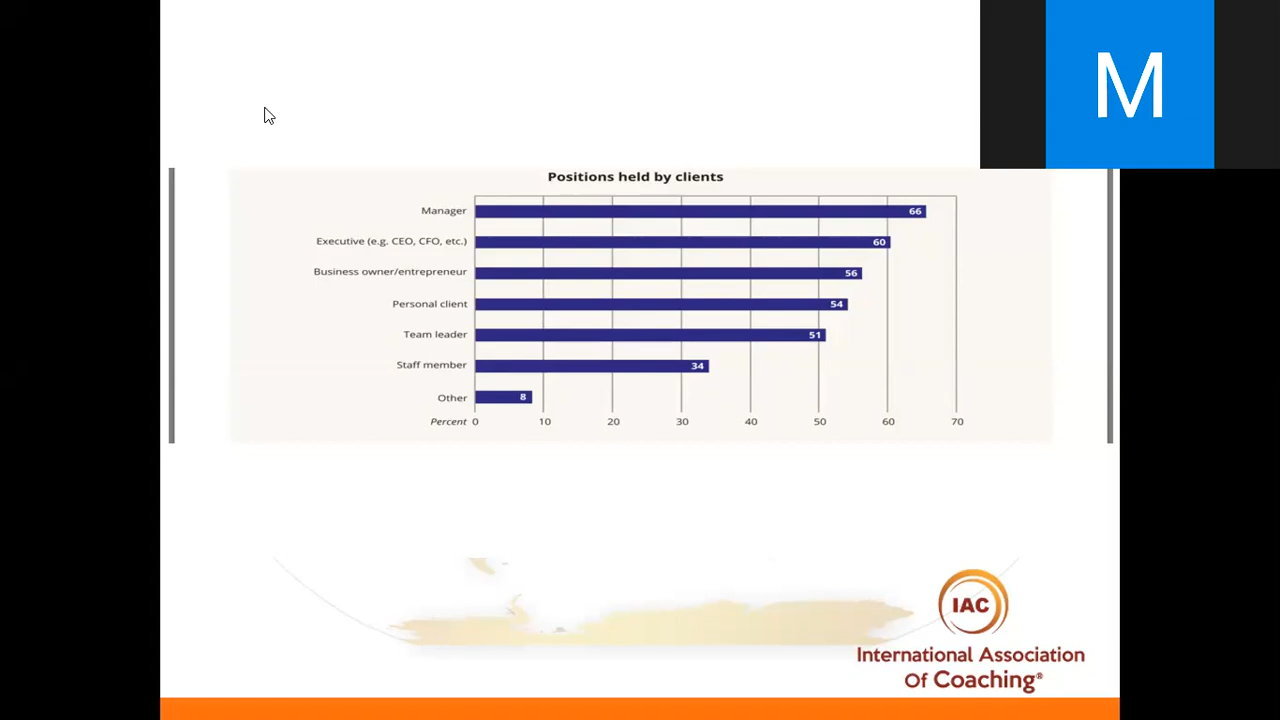 M
Positions held by clients
Manager 66
Executive (e.g. CEO, CFO, etc.) 60
Business owner/entrepreneur 56
Personal client 54
Team leader 51
Staff member 34
Other 8
Percent 0 10 20 30 40 50 60 70
IAC
International Association
Of Coaching®